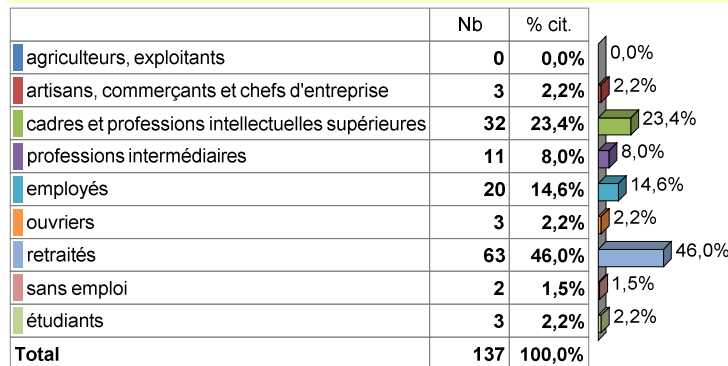 Nb % cit.
agriculteurs, exploitants 0 0,0% 0,0%
artisans, commerçants et chefs d'entreprise 3 2,2% 2,2%
cadres et professions intellectuelles supérieures 32 23,4% 23,4%
professions intermédiaires 11 8,0% 8,0%
employés 20 14,6% 14,6%
ouvriers 3 2,2% 2,2%
retraités 63 46,0% 46,0%
sans emploi 2 1,5% 1,5%
étudiants 3 2,2% 2,2%
Total 137 100,0%